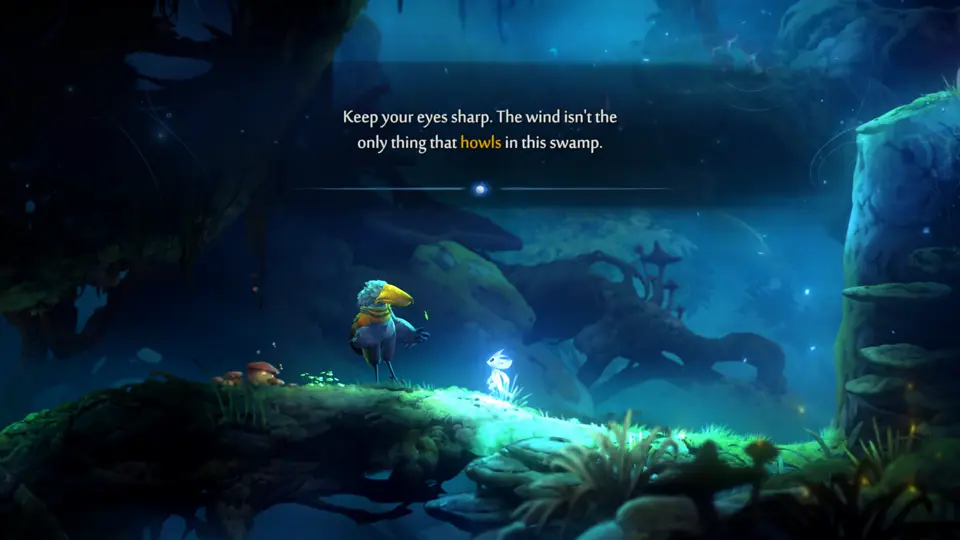 Keep your eyes sharp. The wind isn't the
only thing that howls in this swamp.